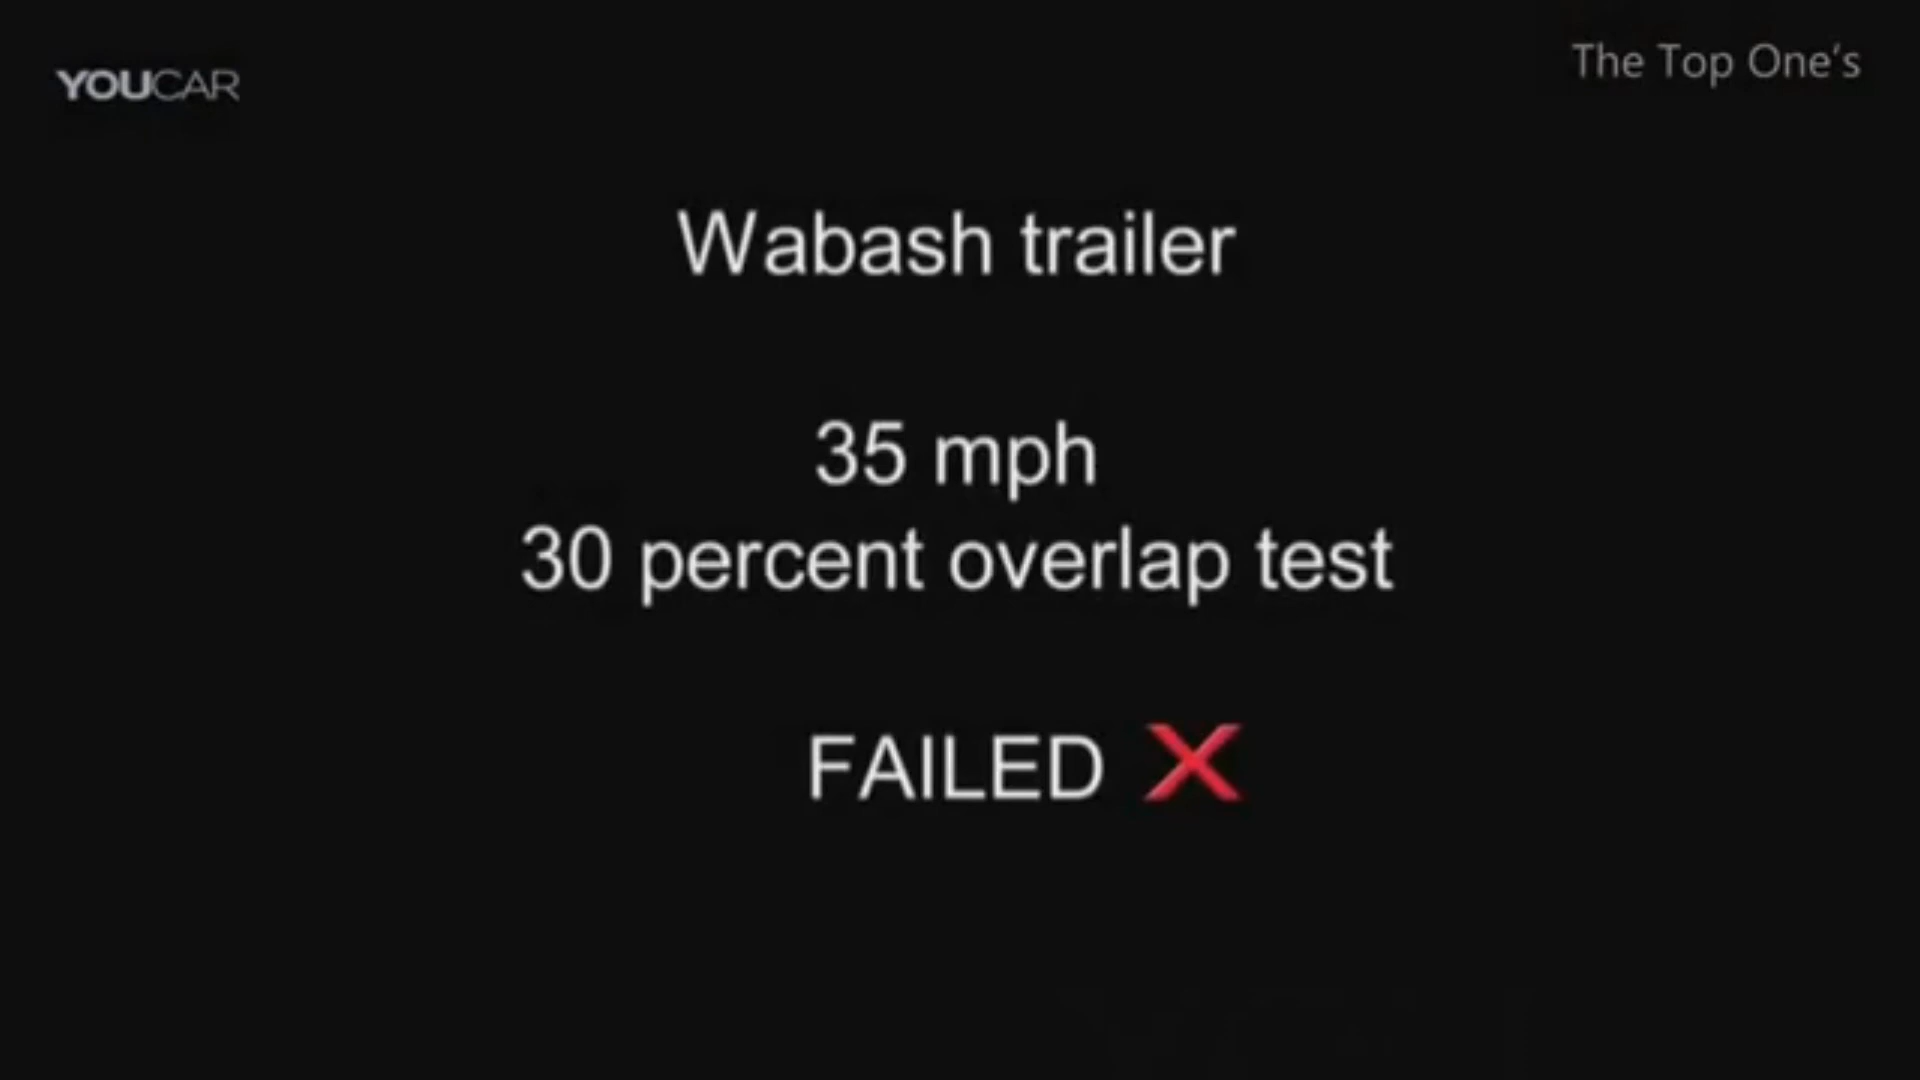 YOUCAR
The Top One's
Wabash trailer
35 mph
30 percent overlap test
FAILED ❌